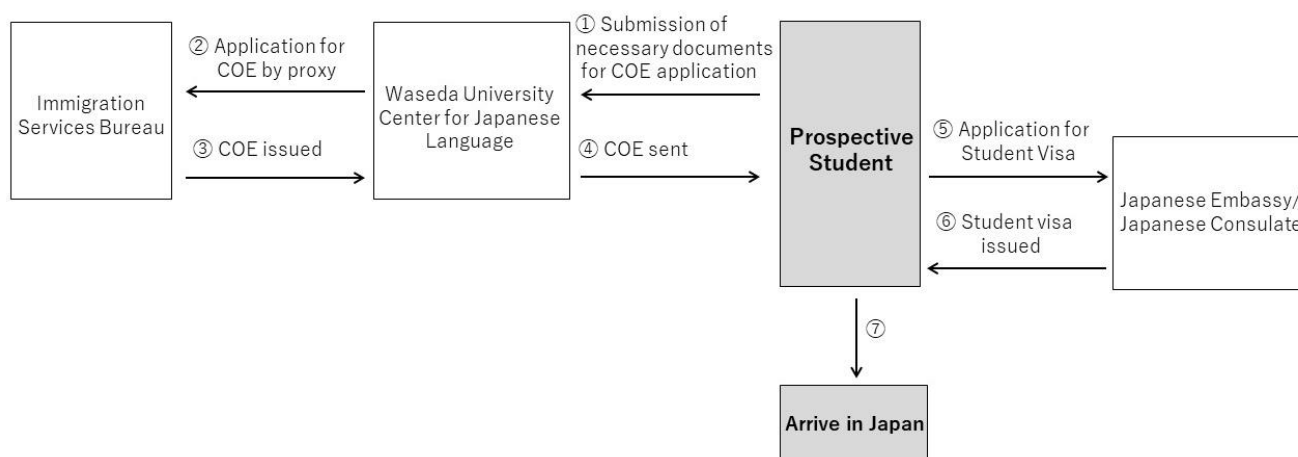 Immigration
Services Bureau
② Application for
COE by proxy
③ COE issued
Waseda University
Center for Japanese
Language
① Submission of
necessary documents
for COE application
④ COE sent
Prospective
Student
⑤ Application for
Student Visa
⑥ Student visa
issued
Japanese Embassy/
Japanese Consulate
⑦
Arrive in Japan